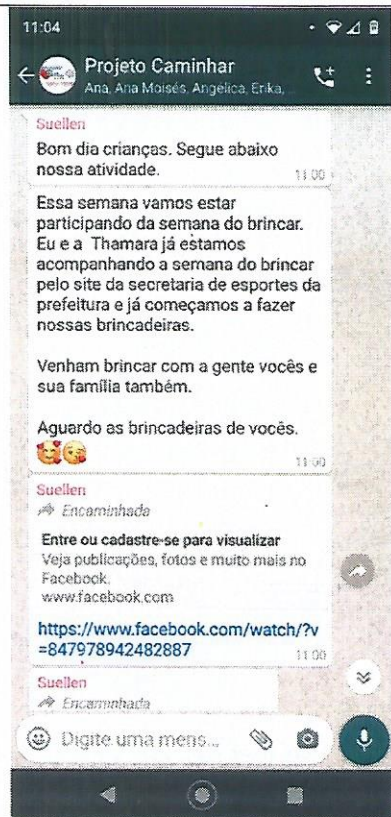 11:04
Projeto Caminhar
Ana, Ana Moisés, Angélica, Erika, ...
Suellen
Bom dia crianças. Segue abaixo
nossa atividade.
11:00
Essa semana vamos estar
participando da semana do brincar.
Eu e a Thamara já estamos
acompanhando a semana do brincar
pelo site da secretaria de esportes da
prefeitura e já começamos a fazer
nossas brincadeiras.
Venham brincar com a gente vocês e
sua família também.
Aguardo as brincadeiras de vocês.
🥰😘
11:00
Suellen
Encaminhada
Entre ou cadastre-se para visualizar
Veja publicações, fotos e muito mais no
Facebook.
www.facebook.com
https://www.facebook.com/watch/?v
=847978942482887
11:00
Suellen
Encaminhada
Digite uma mens...